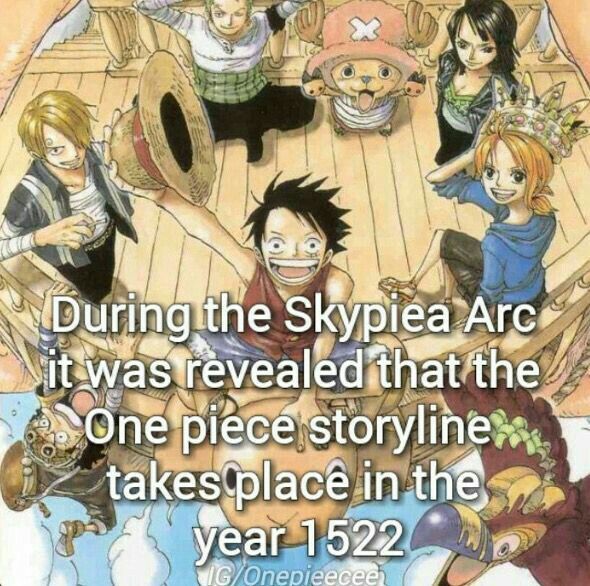 During the Skypiea Arc
it was revealed that the
One piece storyline
takes place in the
year 1522
IG/Onepieecee